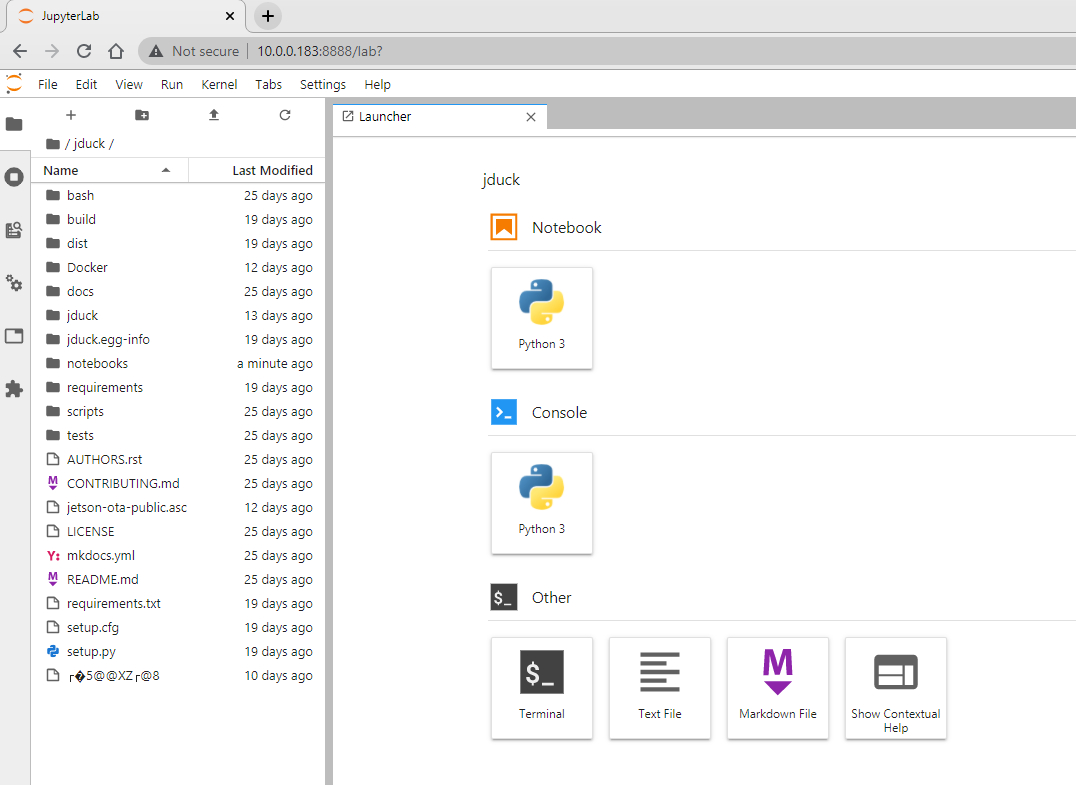 JupyterLab
Not secure 10.0.0.183:8888/lab?
File Edit View Run Kernel Tabs Settings Help
/ jduck /
Name Last Modified
bash 25 days ago
build 19 days ago
dist 19 days ago
Docker 12 days ago
docs 25 days ago
jduck 13 days ago
jduck.egg-info 19 days ago
notebooks a minute ago
requirements 19 days ago
scripts 25 days ago
tests 25 days ago
AUTHORS.rst 25 days ago
CONTRIBUTING.md 25 days ago
jetson-ota-public.asc 12 days ago
LICENSE 25 days ago
mkdocs.yml 25 days ago
README.md 25 days ago
requirements.txt 19 days ago
setup.cfg 19 days ago
setup.py 19 days ago
┌�5@@XZ┌@8 10 days ago
Launcher
jduck
Notebook
Python 3
Console
Python 3
$_ Other
$_ M
Terminal Text File Markdown File Show Contextual
Help